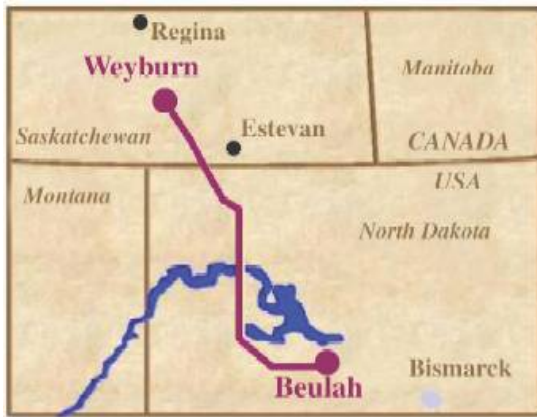 Regina
Weyburn
Manitoba
Saskatchewan
Estevan
CANADA
USA
Montana
North Dakota
Beulah
Bismarck